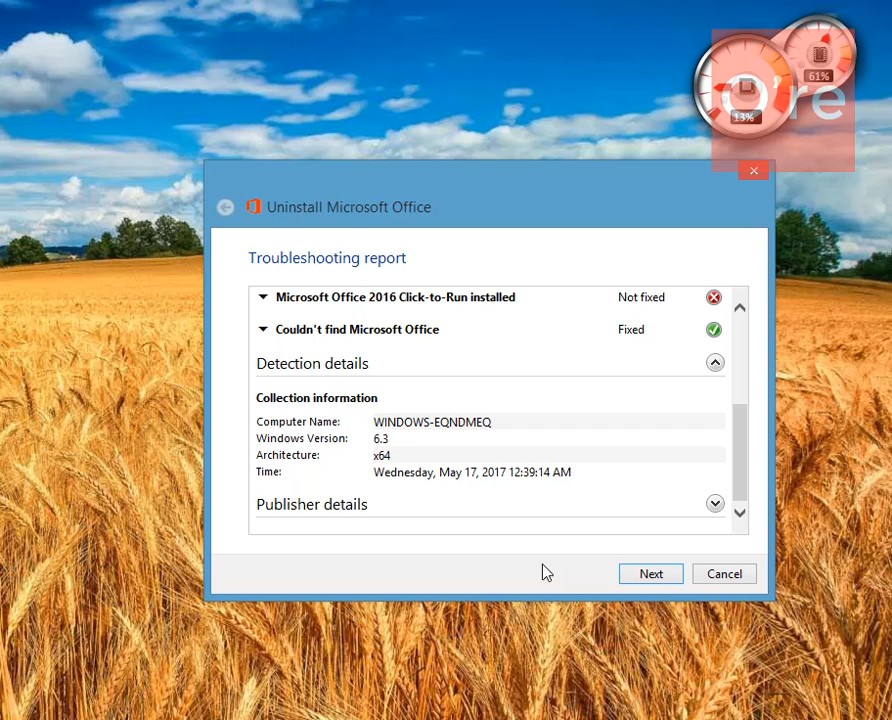 61%
O're
13%
Uninstall Microsoft Office
Troubleshooting report
Microsoft Office 2016 Click-to-Run installed Not fixed
Couldn't find Microsoft Office Fixed
Detection details
Collection information
Computer Name: WINDOWS-EQNDMEQ
Windows Version: 6.3
Architecture: x64
Time: Wednesday, May 17, 2017 12:39:14 AM
Publisher details
Next Cancel